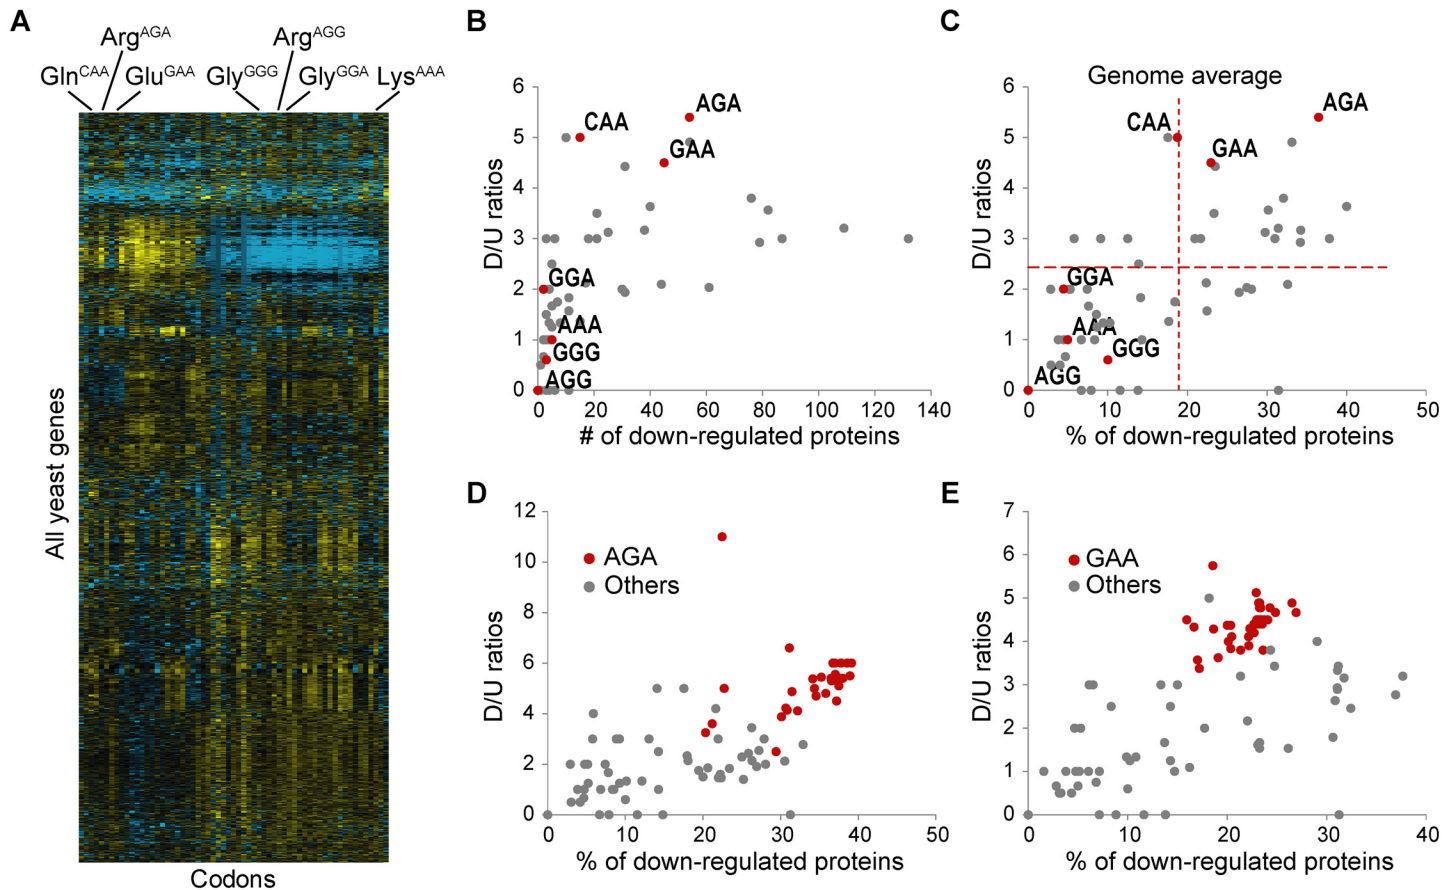 A
Arg^AGA
Arg^AGG
Gln^CAA
Glu^GAA
Gly^GGG
Gly^GGA
Lys^AAA
All yeast genes
Codons
B
6
5
4
3
2
1
0
D/U ratios
CAA
AGA
GAA
GGA
AAA
GGG
AGG
0 20 40 60 80 100 120 140
# of down-regulated proteins
C
Genome average
6
5
4
3
2
1
0
D/U ratios
CAA
AGA
GAA
GGA
AAA
GGG
AGG
0 10 20 30 40 50
% of down-regulated proteins
D
12
10
8
6
4
2
0
D/U ratios
AGA
Others
0 10 20 30 40 50
% of down-regulated proteins
E
7
6
5
4
3
2
1
0
D/U ratios
GAA
Others
0 10 20 30 40
% of down-regulated proteins